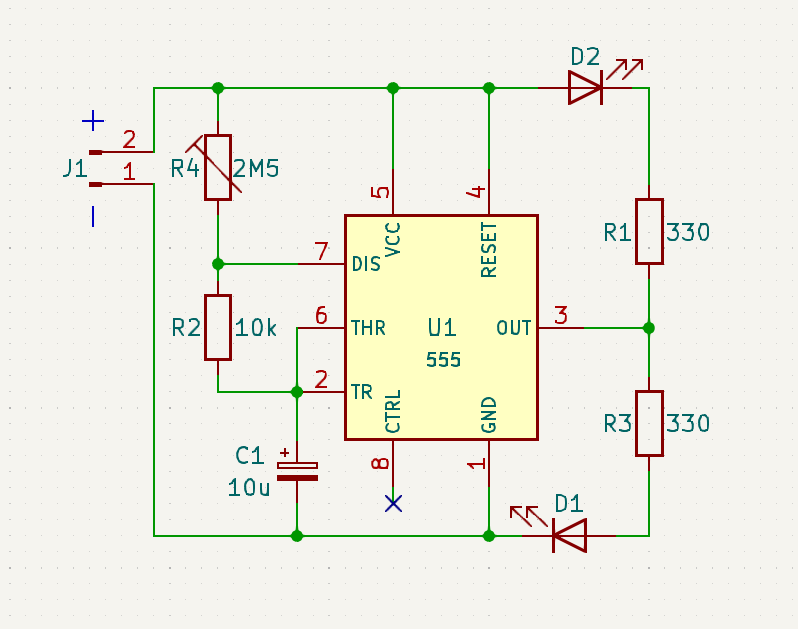 D2
+
2
J1
1
−
R4 2M5
5
4
R1 330
VCC
RESET
7
DIS
6
THR
R2 10k
U1
555
OUT
3
2
TR
CTRL
GND
R3 330
C1
+
10u
8
1
D1